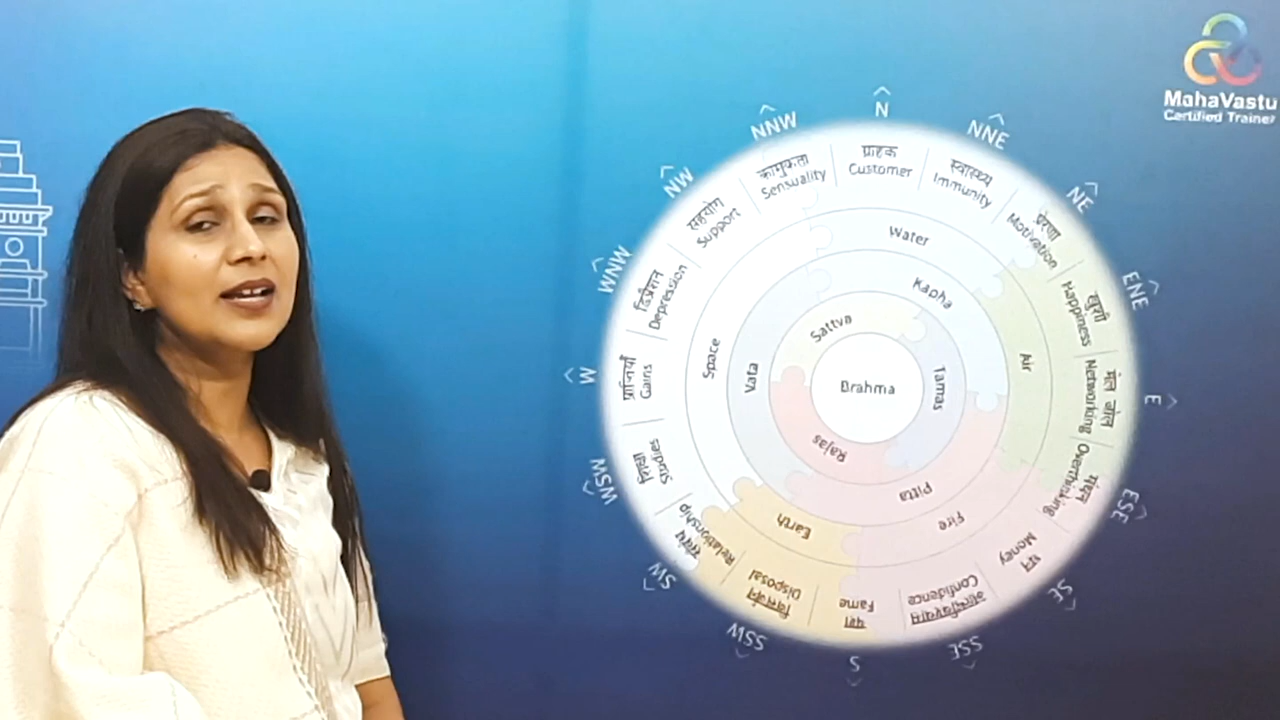 MahaVastu
Certified Trainer
N
NNE
NE
ENE
E
ESE
SE
SSE
S
SSW
SW
WSW
W
WNW
NW
NNW
ग्राहक
Customer
स्वास्थ्य
Immunity
प्रेरणा
Motivation
खुशी
Happiness
मेल जोल
Networking
मंथन
Overthinking
धन
Money
आत्मविश्वास
Confidence
यश
Fame
विसर्जन
Disposal
संबंध
Relationship
शिक्षा
Studies
प्राप्तियाँ
Gains
डिप्रैशन
Depression
सहयोग
Support
कामुकता
Sensuality
Water
Air
Fire
Earth
Space
Kapha
Pitta
Vata
Sattva
Tamas
Rajas
Brahma